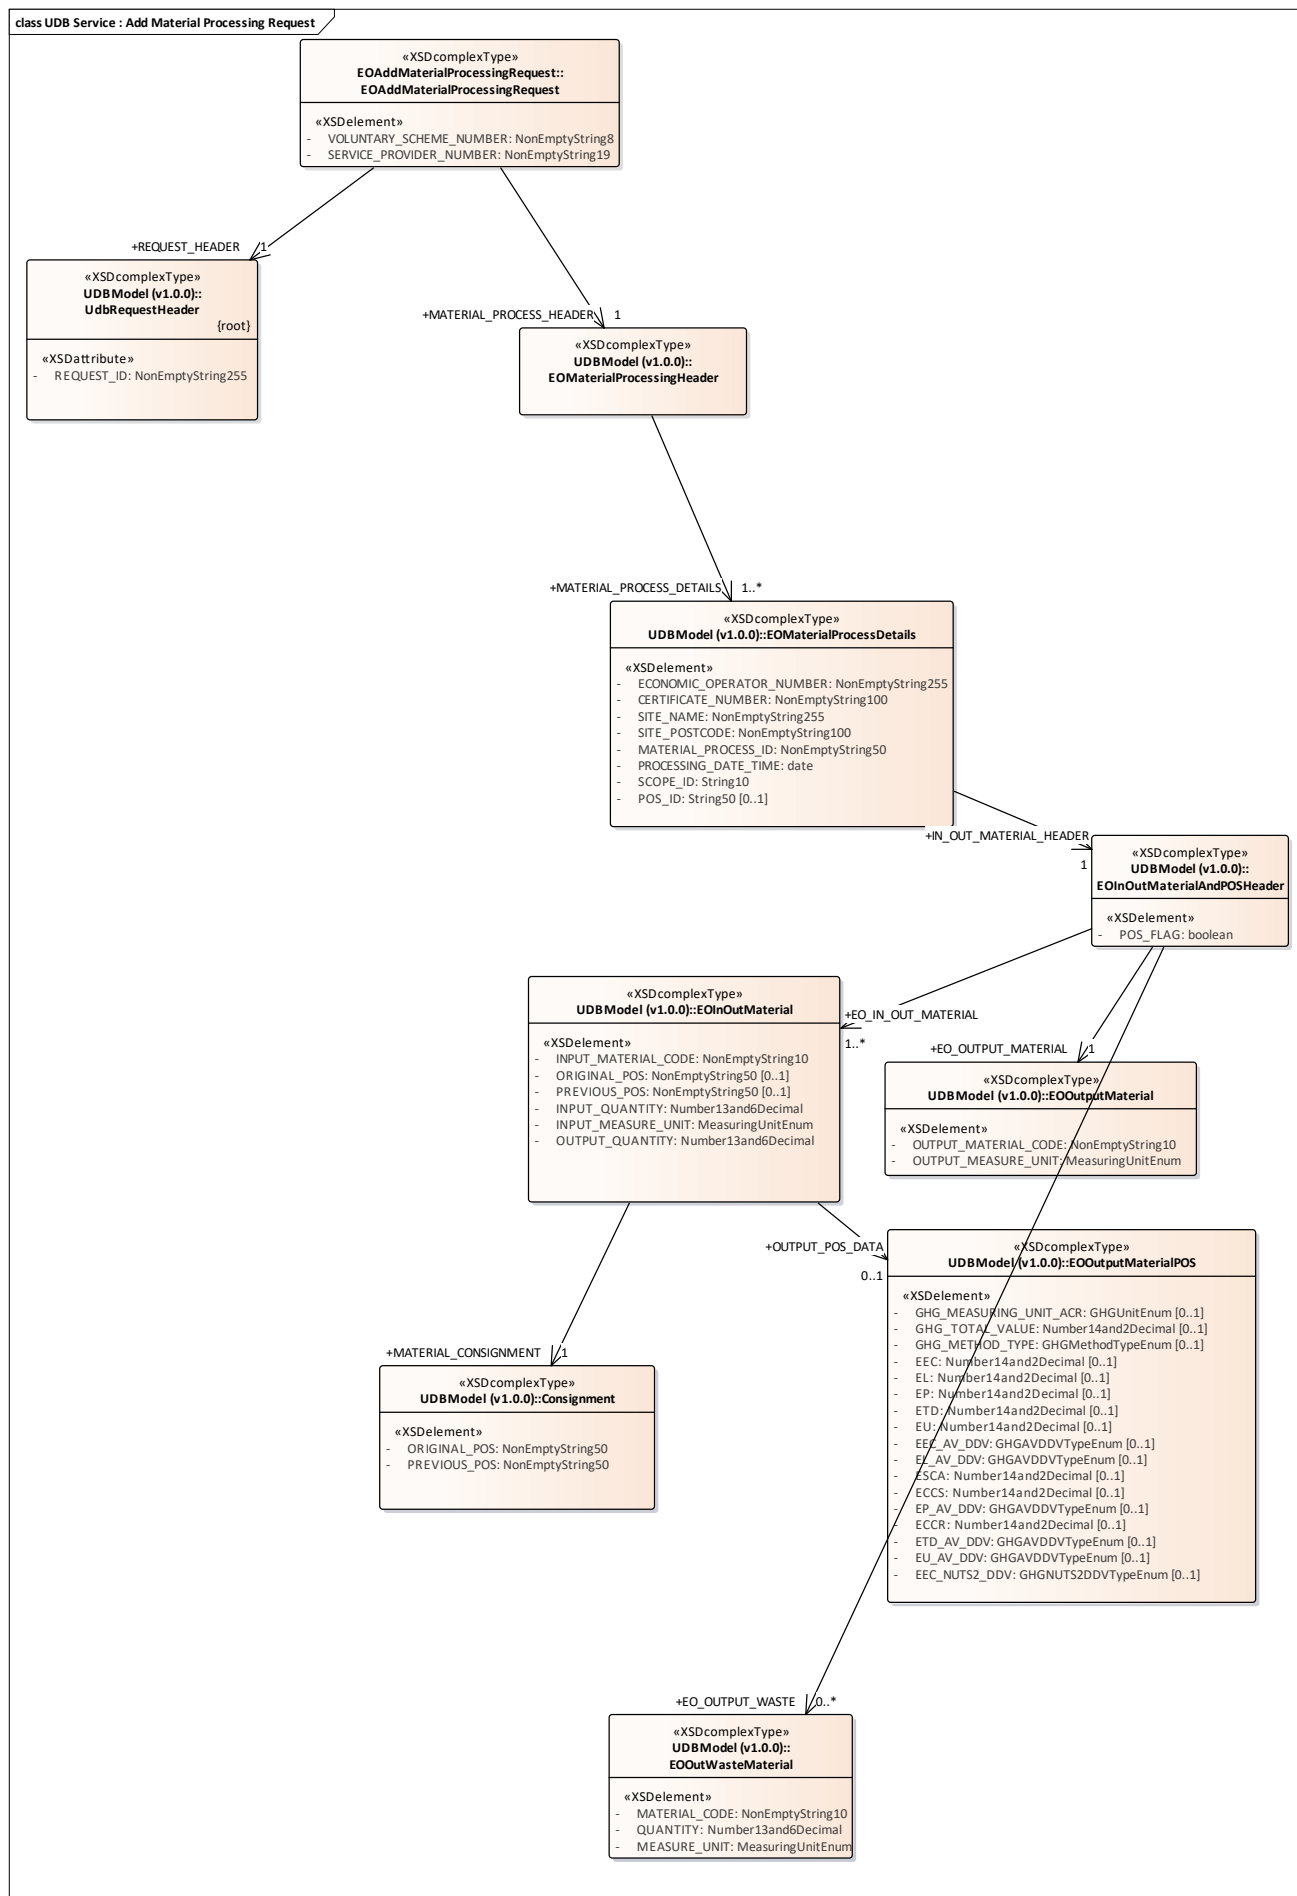 class UDB Service : Add Material Processing Request
«XSDcomplexType»
EOAddMaterialProcessingRequest::
EOAddMaterialProcessingRequest
«XSDelement»
- VOLUNTARY_SCHEME_NUMBER: NonEmptyString8
- SERVICE_PROVIDER_NUMBER: NonEmptyString19
+REQUEST_HEADER 1
«XSDcomplexType»
UDBModel (v1.0.0)::
UdbRequestHeader
{root}
«XSDattribute»
- REQUEST_ID: NonEmptyString255
+MATERIAL_PROCESS_HEADER 1
«XSDcomplexType»
UDBModel (v1.0.0)::
EOMaterialProcessingHeader
+MATERIAL_PROCESS_DETAILS 1..*
«XSDcomplexType»
UDBModel (v1.0.0)::EOMaterialProcessDetails
«XSDelement»
- ECONOMIC_OPERATOR_NUMBER: NonEmptyString255
- CERTIFICATE_NUMBER: NonEmptyString100
- SITE_NAME: NonEmptyString255
- SITE_POSTCODE: NonEmptyString100
- MATERIAL_PROCESS_ID: NonEmptyString50
- PROCESSING_DATE_TIME: date
- SCOPE_ID: String10
- POS_ID: String50 [0..1]
+IN_OUT_MATERIAL_HEADER
1
«XSDcomplexType»
UDBModel (v1.0.0)::
EOInOutMaterialAndPOSHeader
«XSDelement»
- POS_FLAG: boolean
+EO_IN_OUT_MATERIAL
1..*
«XSDcomplexType»
UDBModel (v1.0.0)::EOInOutMaterial
«XSDelement»
- INPUT_MATERIAL_CODE: NonEmptyString10
- ORIGINAL_POS: NonEmptyString50 [0..1]
- PREVIOUS_POS: NonEmptyString50 [0..1]
- INPUT_QUANTITY: Number13and6Decimal
- INPUT_MEASURE_UNIT: MeasuringUnitEnum
- OUTPUT_QUANTITY: Number13and6Decimal
+EO_OUTPUT_MATERIAL 1
«XSDcomplexType»
UDBModel (v1.0.0)::EOOutputMaterial
«XSDelement»
- OUTPUT_MATERIAL_CODE: NonEmptyString10
- OUTPUT_MEASURE_UNIT: MeasuringUnitEnum
+OUTPUT_POS_DATA
0..1
«XSDcomplexType»
UDBModel (v1.0.0)::EOOutputMaterialPOS
«XSDelement»
- GHG_MEASURING_UNIT_ACR: GHGUnitEnum [0..1]
- GHG_TOTAL_VALUE: Number14and2Decimal [0..1]
- GHG_METHOD_TYPE: GHGMethodTypeEnum [0..1]
- EEC: Number14and2Decimal [0..1]
- EL: Number14and2Decimal [0..1]
- EP: Number14and2Decimal [0..1]
- ETD: Number14and2Decimal [0..1]
- EU: Number14and2Decimal [0..1]
- EEC_AV_DDV: GHGAVDDVTypeEnum [0..1]
- EL_AV_DDV: GHGAVDDVTypeEnum [0..1]
- ESCA: Number14and2Decimal [0..1]
- ECCS: Number14and2Decimal [0..1]
- EP_AV_DDV: GHGAVDDVTypeEnum [0..1]
- ECCR: Number14and2Decimal [0..1]
- ETD_AV_DDV: GHGAVDDVTypeEnum [0..1]
- EU_AV_DDV: GHGAVDDVTypeEnum [0..1]
- EEC_NUTS2_DDV: GHGNUTS2DDVTypeEnum [0..1]
+MATERIAL_CONSIGNMENT 1
«XSDcomplexType»
UDBModel (v1.0.0)::Consignment
«XSDelement»
- ORIGINAL_POS: NonEmptyString50
- PREVIOUS_POS: NonEmptyString50
+EO_OUTPUT_WASTE 0..*
«XSDcomplexType»
UDBModel (v1.0.0)::
EOOutWasteMaterial
«XSDelement»
- MATERIAL_CODE: NonEmptyString10
- QUANTITY: Number13and6Decimal
- MEASURE_UNIT: MeasuringUnitEnum